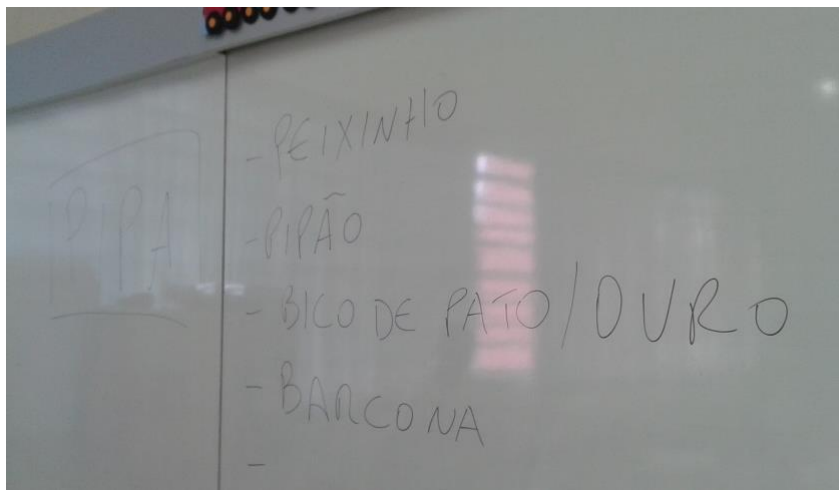 PIPA
- PEIXINHO
- PIPÃO
- BICO DE PATO / OURO
- BARCONA
-